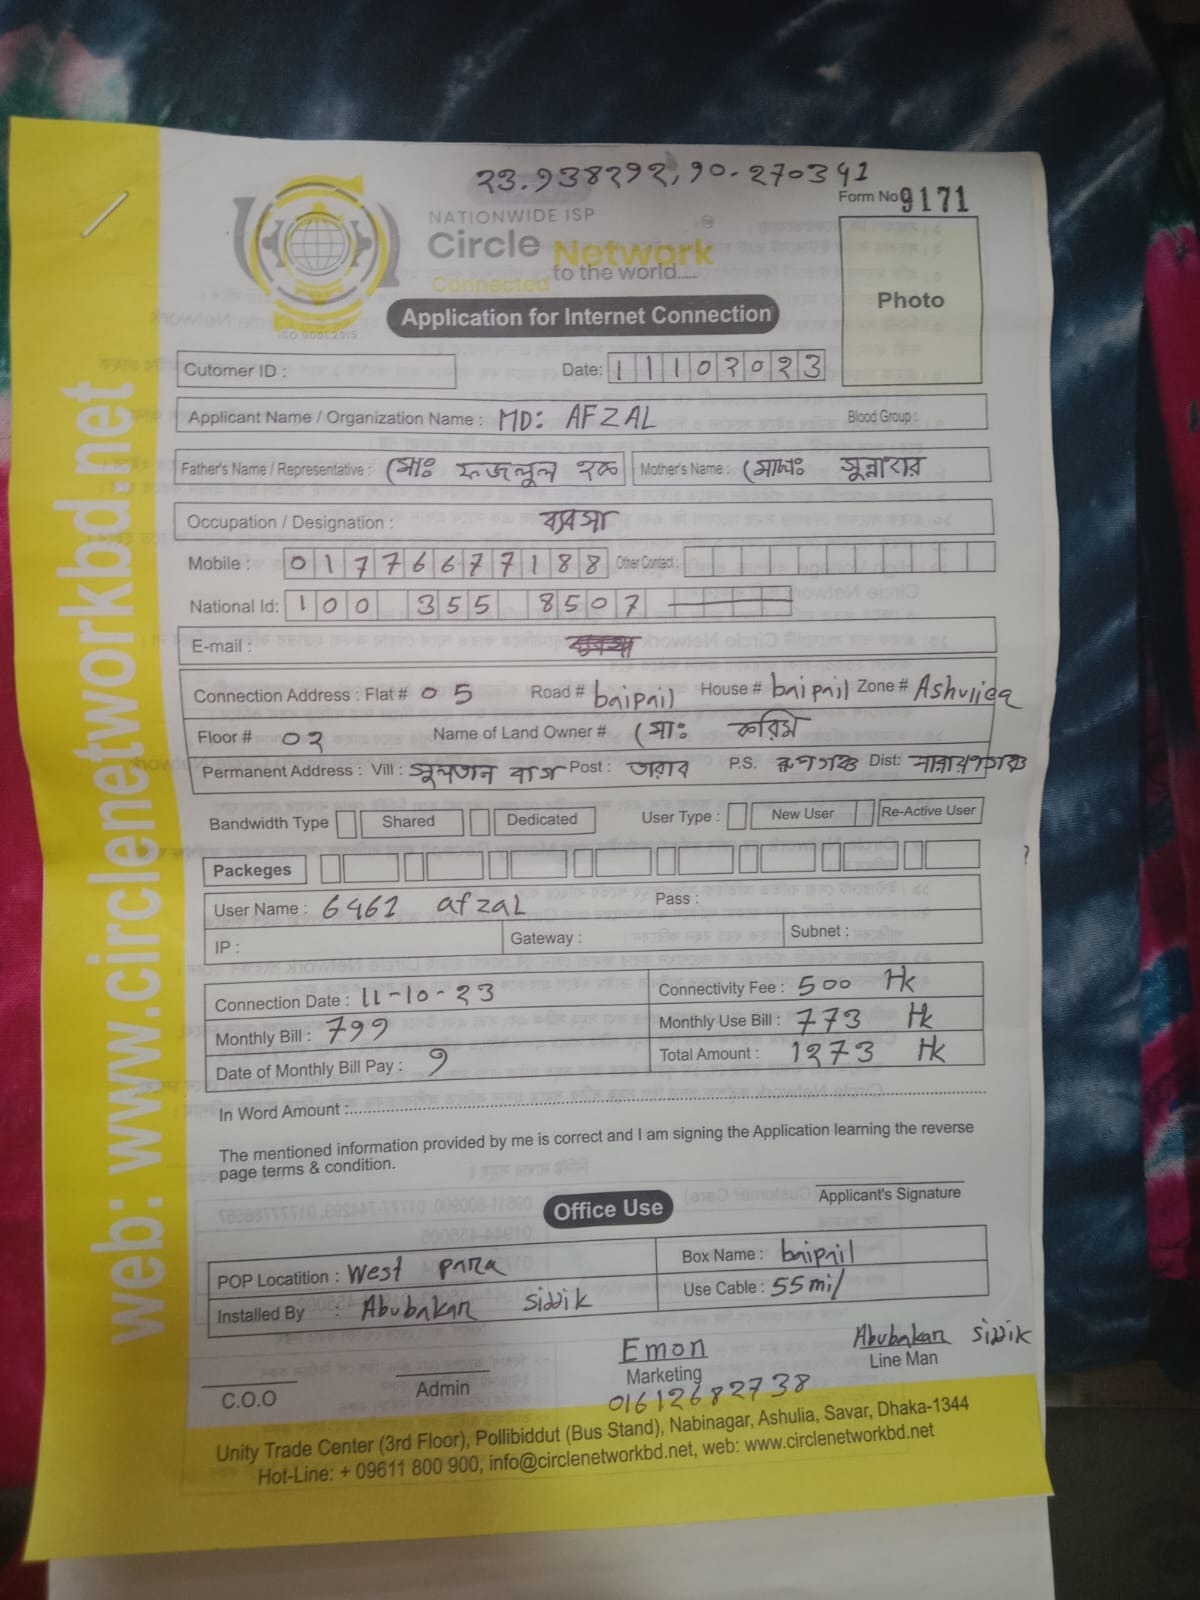 23.938292,90.270341
Form No 9171
NATIONWIDE ISP
Circle Network
Connected to the world.....
ISO 9001:2015
Application for Internet Connection
Photo
Cutomer ID :
Date: 11102023
Applicant Name / Organization Name : MD: AFZAL Blood Group :
Father's Name / Representative : মোঃ ফজলুল হক Mother's Name : মোছাঃ
Occupation / Designation : ব্যবসা
Mobile : 01776677188 Other Contact :
National Id: 100 355 8507
E-mail :
Connection Address : Flat # 05 Road # baipail House # baipail Zone # Ashuliea
Floor # 02 Name of Land Owner # মোঃ করিম
Permanent Address : Vill : সুলতান বাগ Post : তারাব P.S. রূপগঞ্জ Dist: নারায়ণগঞ্জ
Bandwidth Type Shared Dedicated User Type : New User Re-Active User
Packeges
User Name : 6461 afzal Pass :
IP : Gateway : Subnet :
Connection Date : 11-10-23 Connectivity Fee : 500 tk
Monthly Bill : 799 Monthly Use Bill : 773 tk
Date of Monthly Bill Pay : 9 Total Amount : 1273 tk
In Word Amount :
The mentioned information provided by me is correct and I am signing the Application learning the reverse
page terms & condition.
Applicant's Signature
Office Use
POP Locatition : West para Box Name : baipail
Installed By : Abubakar Siddik Use Cable : 55mi/
Emon Abubakar Siddik
C.O.O Admin Marketing Line Man
01612682738
Unity Trade Center (3rd Floor), Pollibiddut (Bus Stand), Nabinagar, Ashulia, Savar, Dhaka-1344
Hot-Line: + 09611 800 900, info@circlenetworkbd.net, web: www.circlenetworkbd.net
web: www.circlenetworkbd.net